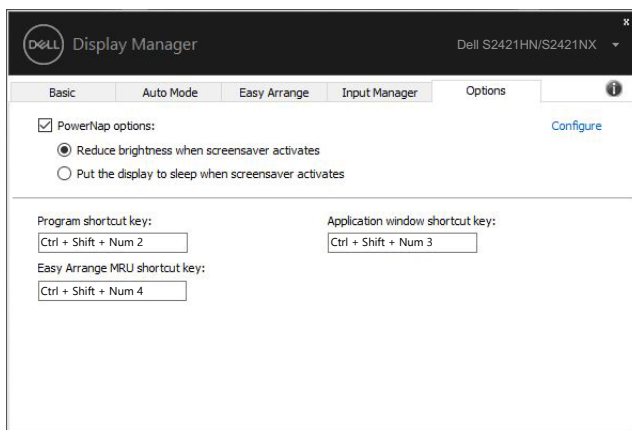 x
DELL Display Manager
Dell S2421HN/S2421NX
Basic Auto Mode Easy Arrange Input Manager Options
PowerNap options:
Configure
Reduce brightness when screensaver activates
Put the display to sleep when screensaver activates
Program shortcut key:
Application window shortcut key:
Ctrl + Shift + Num 2
Ctrl + Shift + Num 3
Easy Arrange MRU shortcut key:
Ctrl + Shift + Num 4